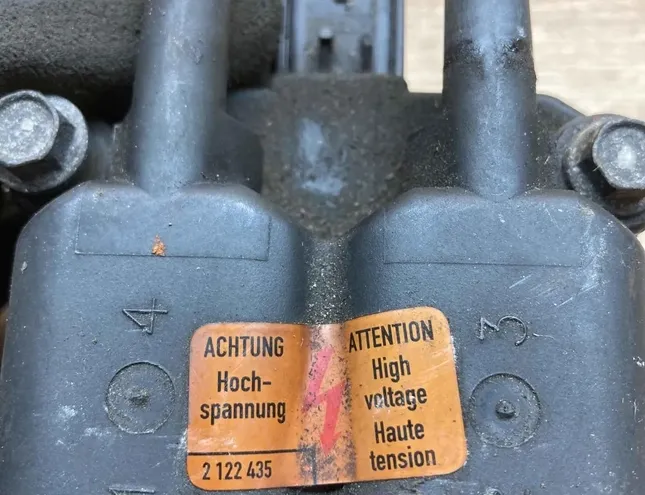 4
3
ACHTUNG
Hoch-
spannung
2 122 435
ATTENTION
High
voltage
Haute
tension